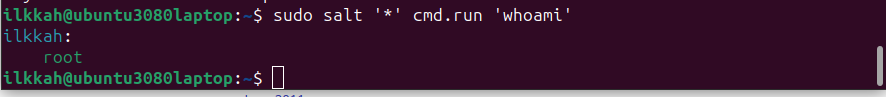 ilkkah@ubuntu3080laptop:~$ sudo salt '*' cmd.run 'whoami'
ilkkah:
    root
ilkkah@ubuntu3080laptop:~$